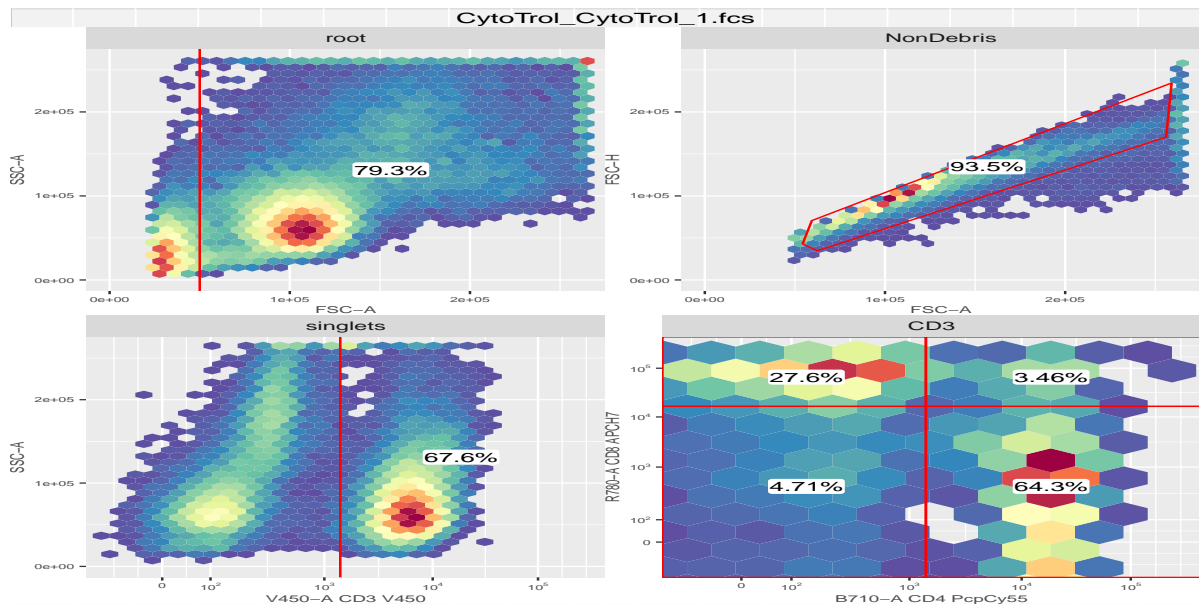 CytoTrol_CytoTrol_1.fcs
root
NonDebris
2e+05
1e+05
0e+00
SSC-A
79.3%
0e+00
1e+05
2e+05
FSC-A
2e+05
1e+05
0e+00
FSC-H
93.5%
0e+00
1e+05
2e+05
FSC-A
singlets
CD3
2e+05
1e+05
0e+00
SSC-A
67.6%
0
10²
10³
10⁴
10⁵
V450-A CD3 V450
10⁵
10⁴
10³
10²
0
R780-A CD8 APCH7
27.6%
3.46%
4.71%
64.3%
0
10²
10³
10⁴
10⁵
B710-A CD4 PcpCy55